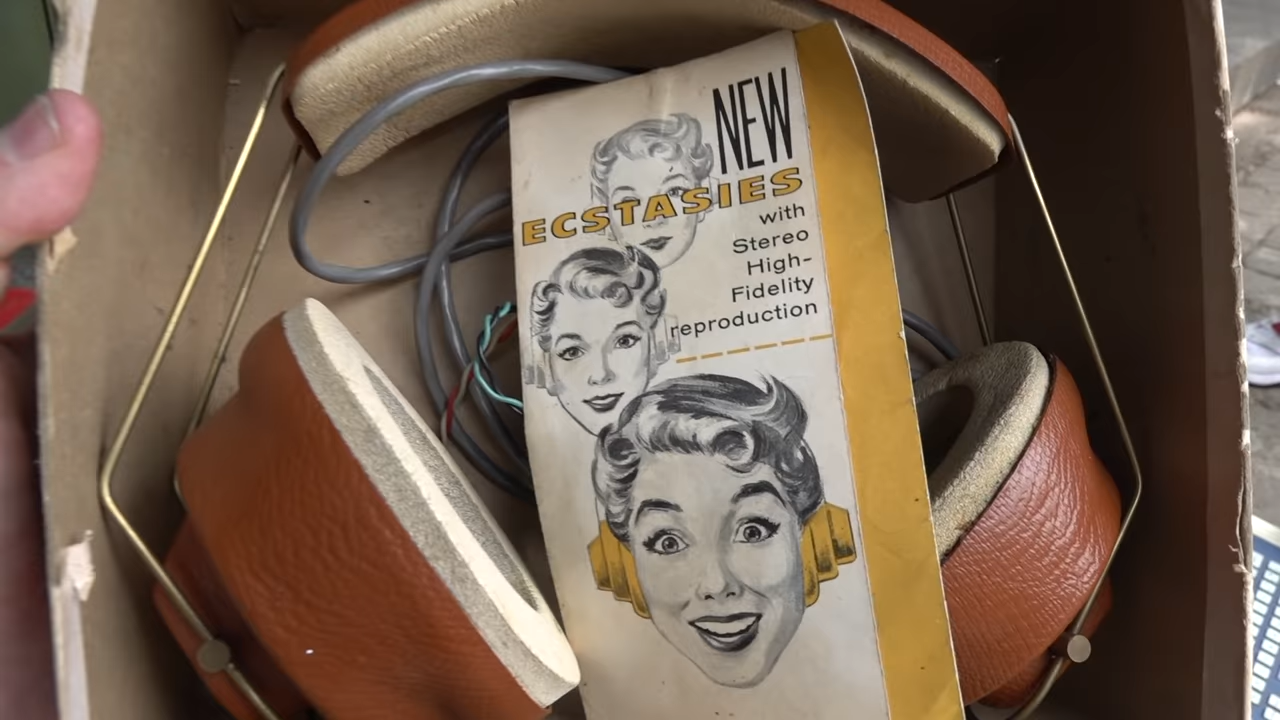 NEW
ECSTASIES
with
Stereo
High-
Fidelity
reproduction